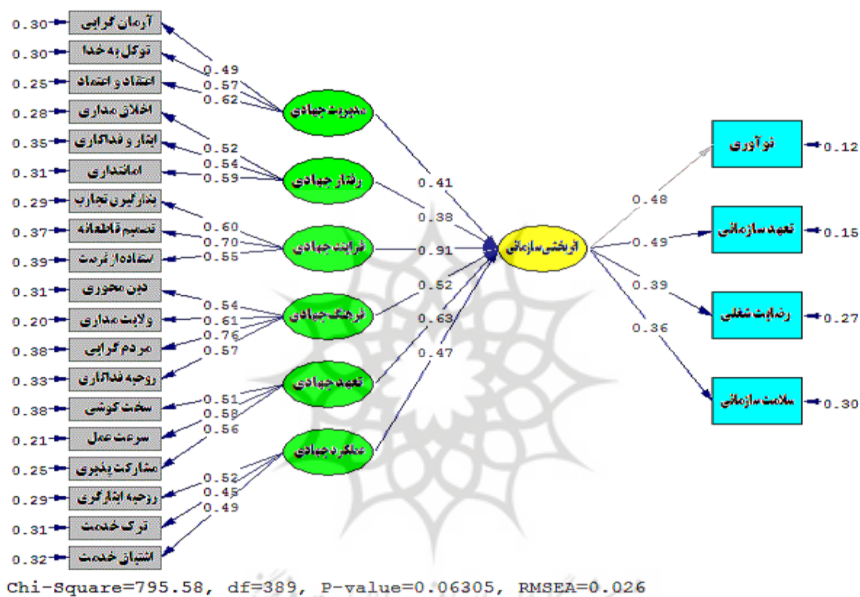 0.30 آرمان گرایی
0.30 توکل به خدا
0.25 اعتقاد و اعتماد
0.28 اخلاق مداری
0.35 ایثار و فداکاری
0.31 امانتداری
0.29 بکارگیری تجارب
0.37 تصمیم قاطعانه
0.39 استفاده از فرصت
0.31 دین محوری
0.20 ولایت مداری
0.38 مردم گرایی
0.33 روحیه فداکاری
0.38 سخت کوشی
0.21 سرعت عمل
0.25 مشارکت پذیری
0.29 روحیه ایثارگری
0.31 ترک خدمت
0.32 اشتیاق خدمت
0.49
0.57
0.62
0.52
0.54
0.59
0.60
0.70
0.55
0.54
0.61
0.76
0.57
0.51
0.58
0.56
0.52
0.45
0.49
مدیریت جهادی
رفتار جهادی
فرایند جهادی
فرهنگ جهادی
تعهد جهادی
عملکرد جهادی
0.41
0.38
0.91
0.52
0.63
0.47
اثربخشی سازمانی
0.48
0.49
0.39
0.36
نوآوری 0.12
تعهد سازمانی 0.15
رضایت شغلی 0.27
سلامت سازمانی 0.30
Chi-Square=795.58, df=389, P-value=0.06305, RMSEA=0.026